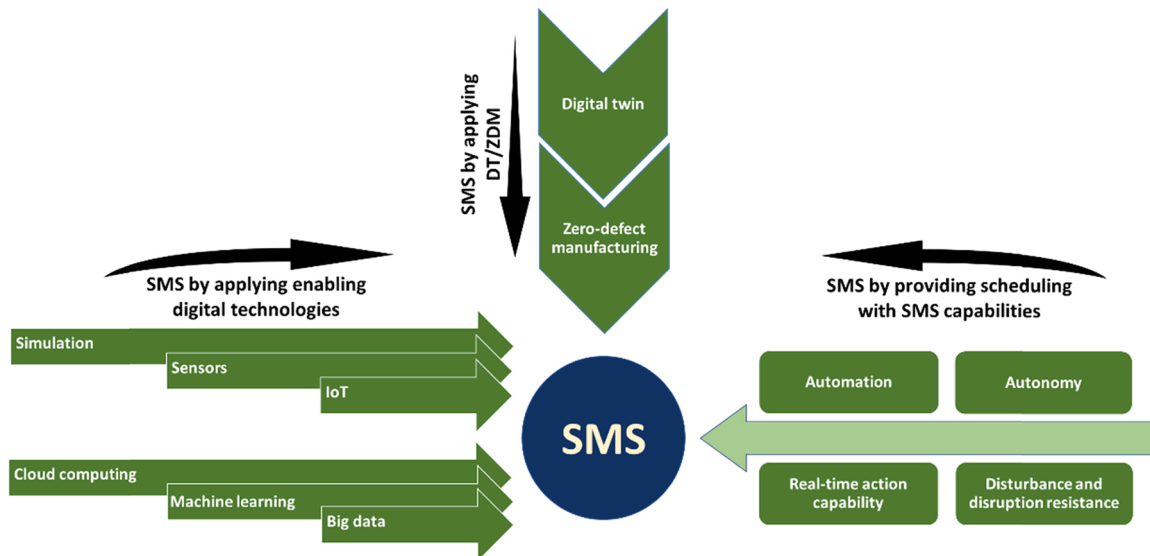 SMS by applying
DT/ZDM
Digital twin
Zero-defect
manufacturing
SMS by applying enabling
digital technologies
Simulation
Sensors
IoT
Cloud computing
Machine learning
Big data
SMS
SMS by providing scheduling
with SMS capabilities
Automation
Autonomy
Real-time action
capability
Disturbance and
disruption resistance